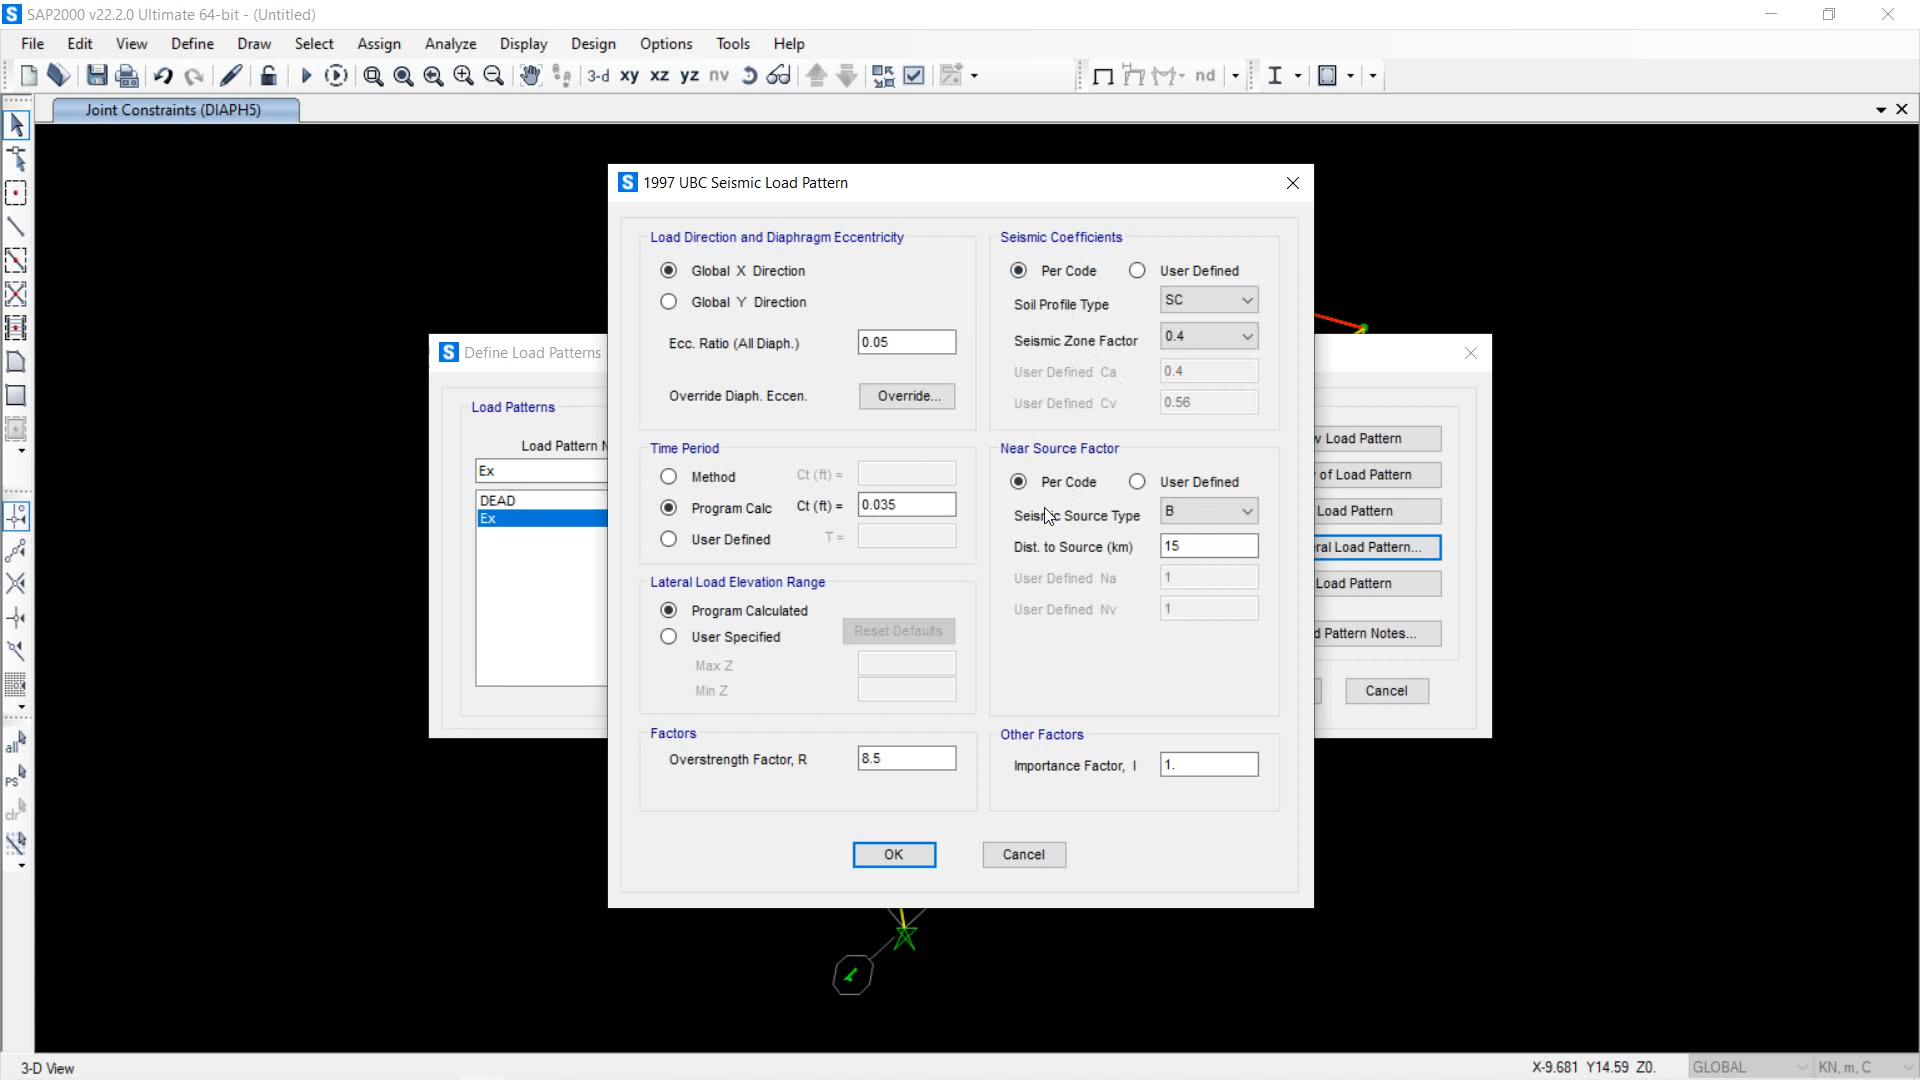 SAP2000 v22.2.0 Ultimate 64-bit - (Untitled)
File Edit View Define Draw Select Assign Analyze Display Design Options Tools Help
3-d xy xz yz nv nd
Joint Constraints (DIAPH5)
1997 UBC Seismic Load Pattern
Load Direction and Diaphragm Eccentricity
Global X Direction
Global Y Direction
Ecc. Ratio (All Diaph.) 0.05
Override Diaph. Eccen. Override...
Time Period
Method Ct (ft) =
Program Calc Ct (ft) = 0.035
User Defined T =
Lateral Load Elevation Range
Program Calculated
User Specified Reset Defaults
Max Z
Min Z
Factors
Overstrength Factor, R 8.5
Seismic Coefficients
Per Code User Defined
Soil Profile Type SC
Seismic Zone Factor 0.4
User Defined Ca 0.4
User Defined Cv 0.56
Near Source Factor
Per Code User Defined
Seismic Source Type B
Dist. to Source (km) 15
User Defined Na 1
User Defined Nv 1
Other Factors
Importance Factor, I 1.
OK Cancel
Define Load Patterns
Load Patterns
Load Pattern N
Ex
DEAD
Ex
w Load Pattern
of Load Pattern
Load Pattern
ral Load Pattern...
Load Pattern
d Pattern Notes...
Cancel
all
PS
clr
3-D View
X-9.681 Y14.59 Z0.
GLOBAL
KN, m, C